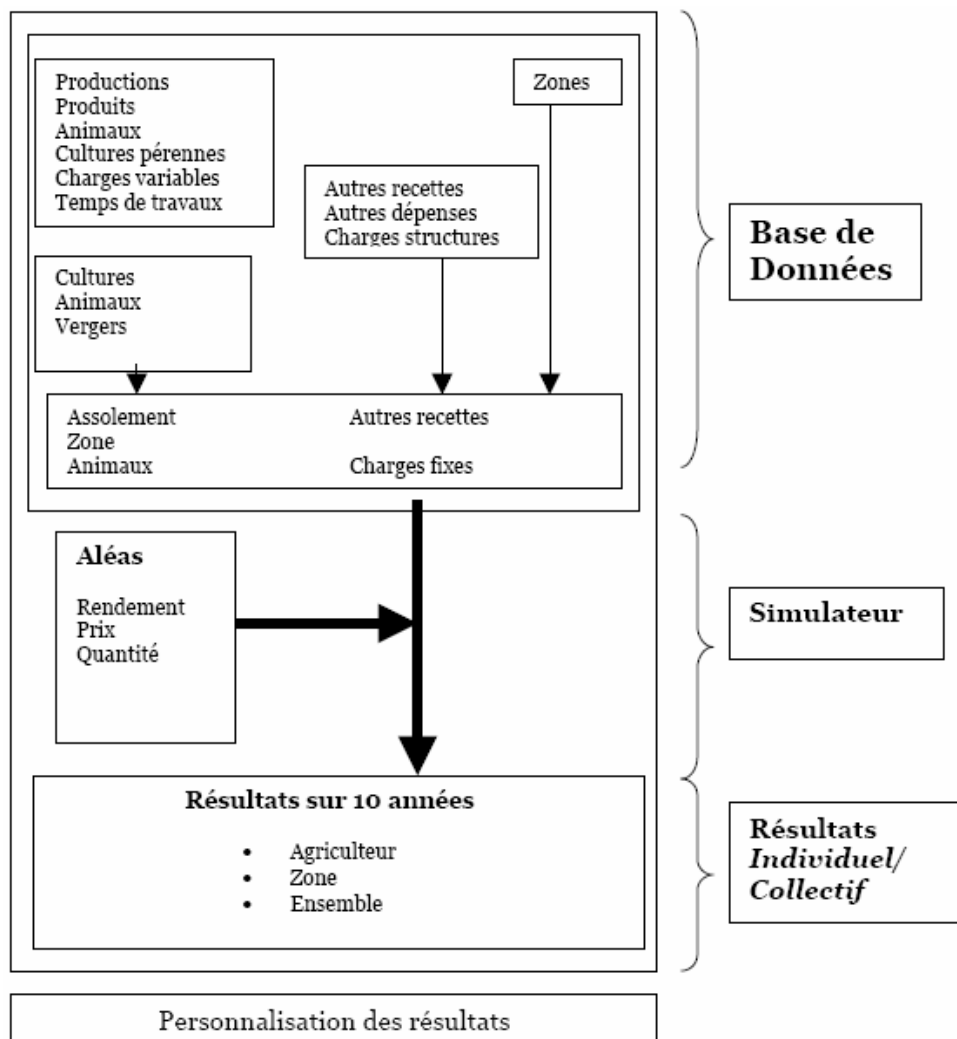 Productions
Produits
Animaux
Cultures pérennes
Charges variables
Temps de travaux
Zones
Autres recettes
Autres dépenses
Charges structures
Base de
Données
Cultures
Animaux
Vergers
Assolement
Zone
Animaux
Autres recettes
Charges fixes
Aléas
Rendement
Prix
Quantité
Simulateur
Résultats sur 10 années
• Agriculteur
• Zone
• Ensemble
Résultats
Individuel/
Collectif
Personnalisation des résultats